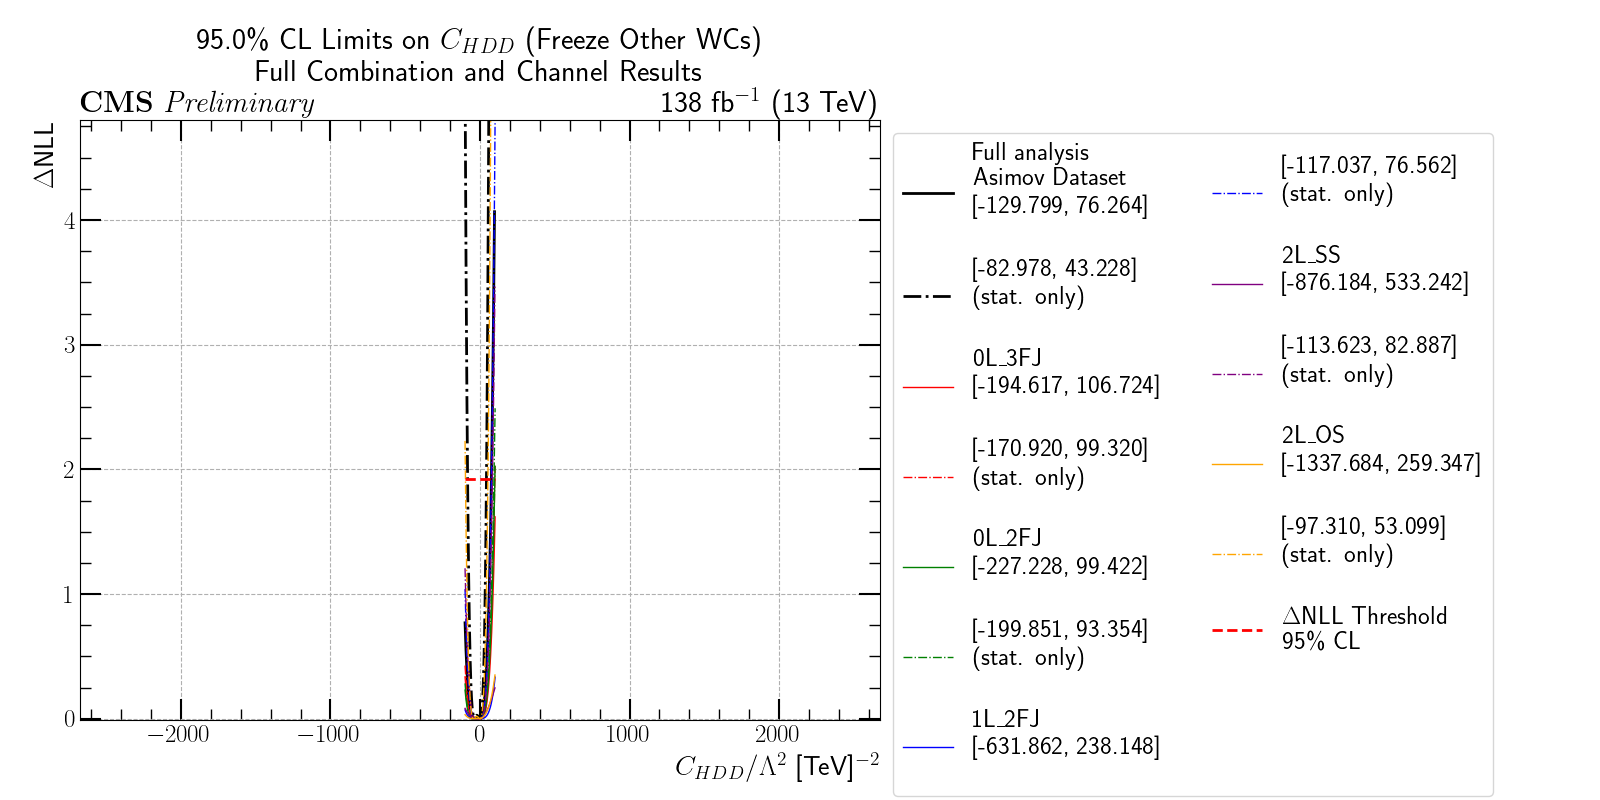 95.0% CL Limits on C_HDD (Freeze Other WCs)
Full Combination and Channel Results
CMS Preliminary
138 fb⁻¹ (13 TeV)
ΔNLL
4
3
2
1
0
−2000
−1000
0
1000
2000
C_HDD/Λ² [TeV]⁻²
Full analysis
Asimov Dataset
[-129.799, 76.264]
[-82.978, 43.228]
(stat. only)
0L_3FJ
[-194.617, 106.724]
[-170.920, 99.320]
(stat. only)
0L_2FJ
[-227.228, 99.422]
[-199.851, 93.354]
(stat. only)
1L_2FJ
[-631.862, 238.148]
[-117.037, 76.562]
(stat. only)
2L_SS
[-876.184, 533.242]
[-113.623, 82.887]
(stat. only)
2L_OS
[-1337.684, 259.347]
[-97.310, 53.099]
(stat. only)
ΔNLL Threshold
95% CL